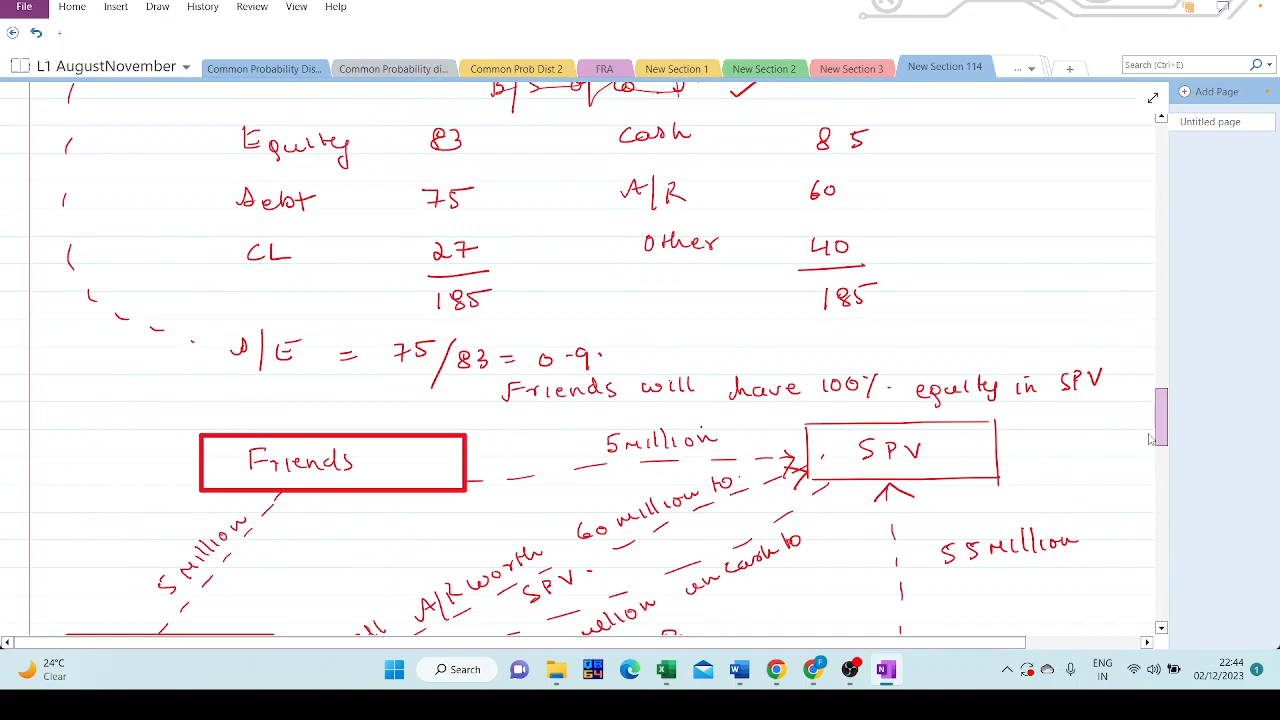 File Home Insert Draw History Review View Help
L1 AugustNovember Common Probability Dis... Common Probability di... Common Prob Dist 2 FRA New Section 1 New Section 2 New Section 3 New Section 114 ... + Search (Ctrl+E)
Add Page
Untitled page
Equity 83 Cash 85
Debt 75 A/R 60
CL 27 Other 40
185 185
D/E = 75/83 = 0.9.
Friends will have 100%. equity in SPV
Friends 5 Million SPV
5 Million
A/R worth 60 million to
SPV.
in cash to
55 Million
24°C
Clear
Search
ENG
IN
22:44
02/12/2023